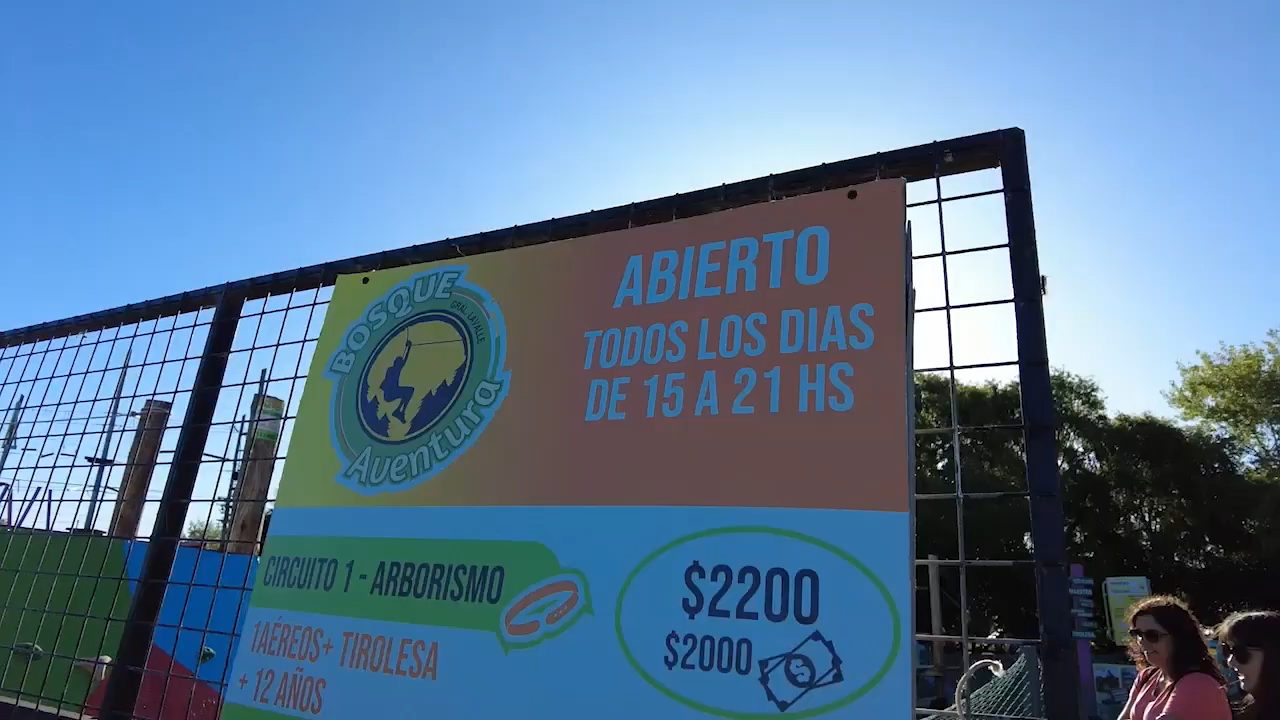 BOSQUE
GRAL. LAVALLE
Aventura
ABIERTO
TODOS LOS DIAS
DE 15 A 21 HS
CIRCUITO 1 - ARBORISMO
1AÉREOS+ TIROLESA
+ 12 AÑOS
$2200
$2000